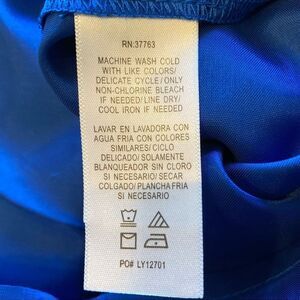 RN.37763
MACHINE WASH COLD
WITH LIKE COLORS/
DELICATE CYCLE/ONLY
NON-CHLORINE BLEACH
IF NEEDED/LINE DRY/
COOL IRON IF NEEDED
LAVAR EN LAVADORA CON
AGUA FRIA CON COLORES
SIMILARES/CICLO
DELICADO/SOLAMENTE
BLANQUEADOR SIN CLORO
SI NECESARIO/SECAR
COLGADO/PLANCHA FRIA
SI NECESARIO
PO# LY12701